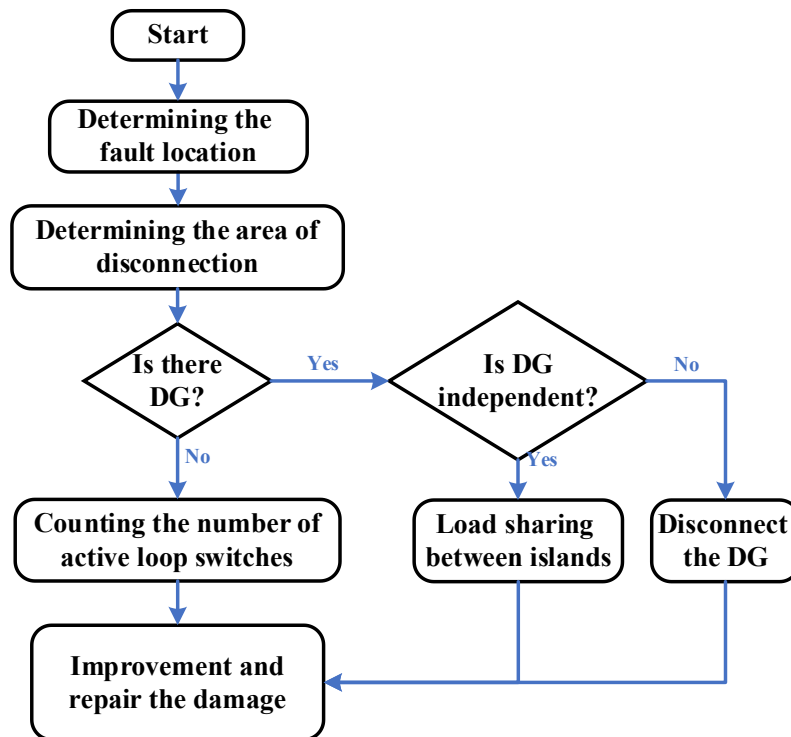 Start
Determining the
fault location
Determining the area of
disconnection
Is there
DG?
Yes
Is DG
independent?
No
No
Yes
Counting the number of
active loop switches
Load sharing
between islands
Disconnect
the DG
Improvement and
repair the damage